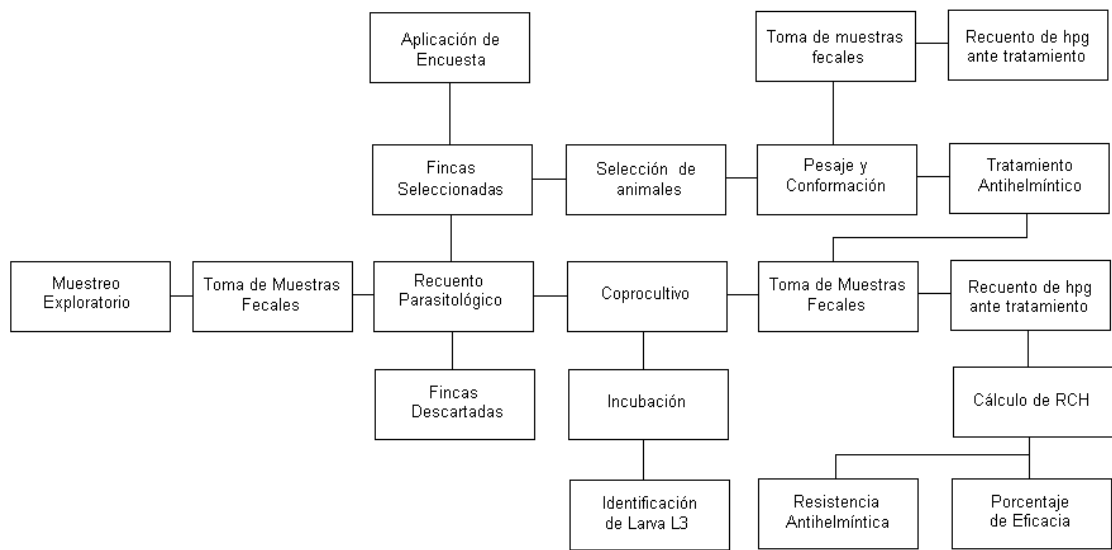 Aplicación de
Encuesta
Toma de muestras
fecales
Recuento de hpg
ante tratamiento
Fincas
Seleccionadas
Selección de
animales
Pesaje y
Conformación
Tratamiento
Antihelmíntico
Muestreo
Exploratorio
Toma de Muestras
Fecales
Recuento
Parasitológico
Coprocultivo
Toma de Muestras
Fecales
Recuento de hpg
ante tratamiento
Fincas
Descartadas
Incubación
Cálculo de RCH
Identificación
de Larva L3
Resistencia
Antihelmíntica
Porcentaje
de Eficacia